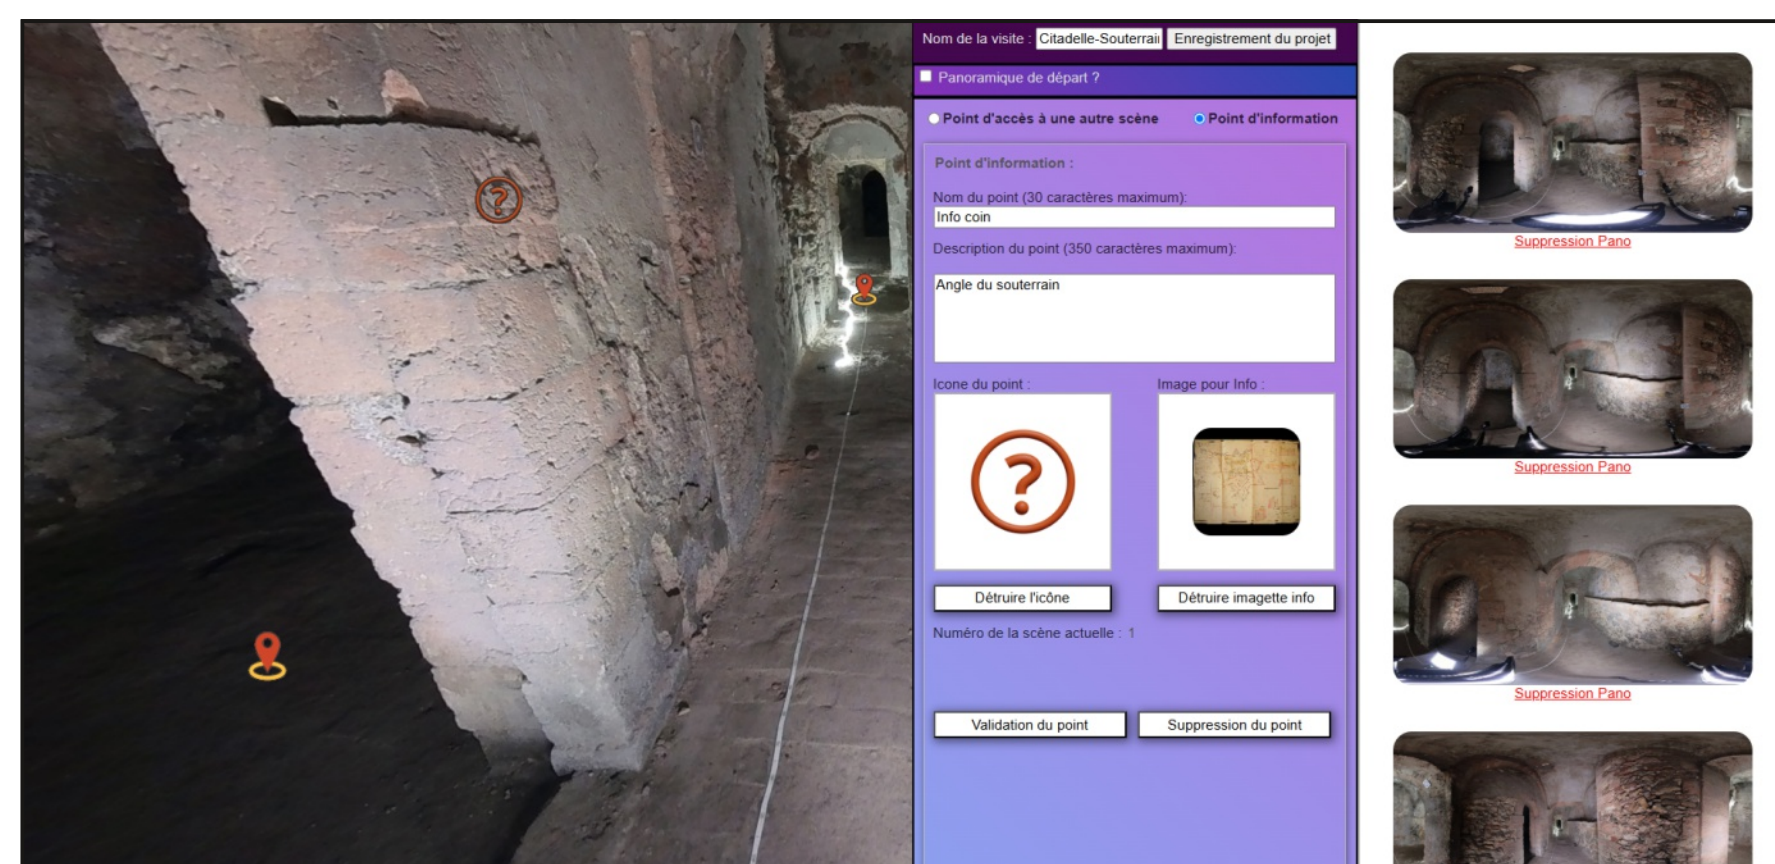 Nom de la visite : Citadelle-Souterrai Enregistrement du projet
Panoramique de départ ?
Point d'accès à une autre scène Point d'information
Point d'information :
Nom du point (30 caractères maximum):
Info coin
Description du point (350 caractères maximum):
Angle du souterrain
Icone du point : Image pour Info :
?
Détruire l'icône Détruire imagette info
Numéro de la scène actuelle : 1
Validation du point Suppression du point
?
Suppression Pano
Suppression Pano
Suppression Pano